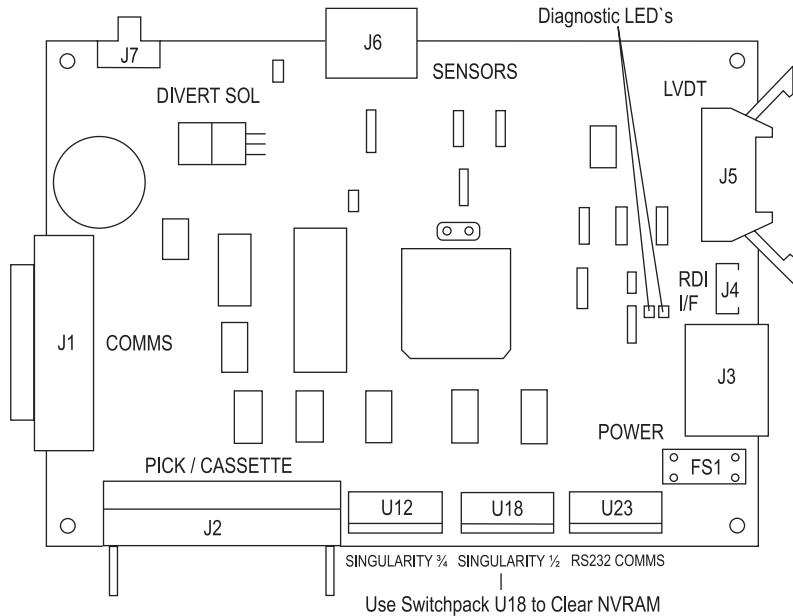 Diagnostic LED`s
J7
J6
SENSORS
DIVERT SOL
LVDT
J5
RDI
I/F
J4
J1
COMMS
J3
POWER
FS1
PICK / CASSETTE
J2
U12
U18
U23
SINGULARITY ¾
SINGULARITY ½
RS232 COMMS
Use Switchpack U18 to Clear NVRAM